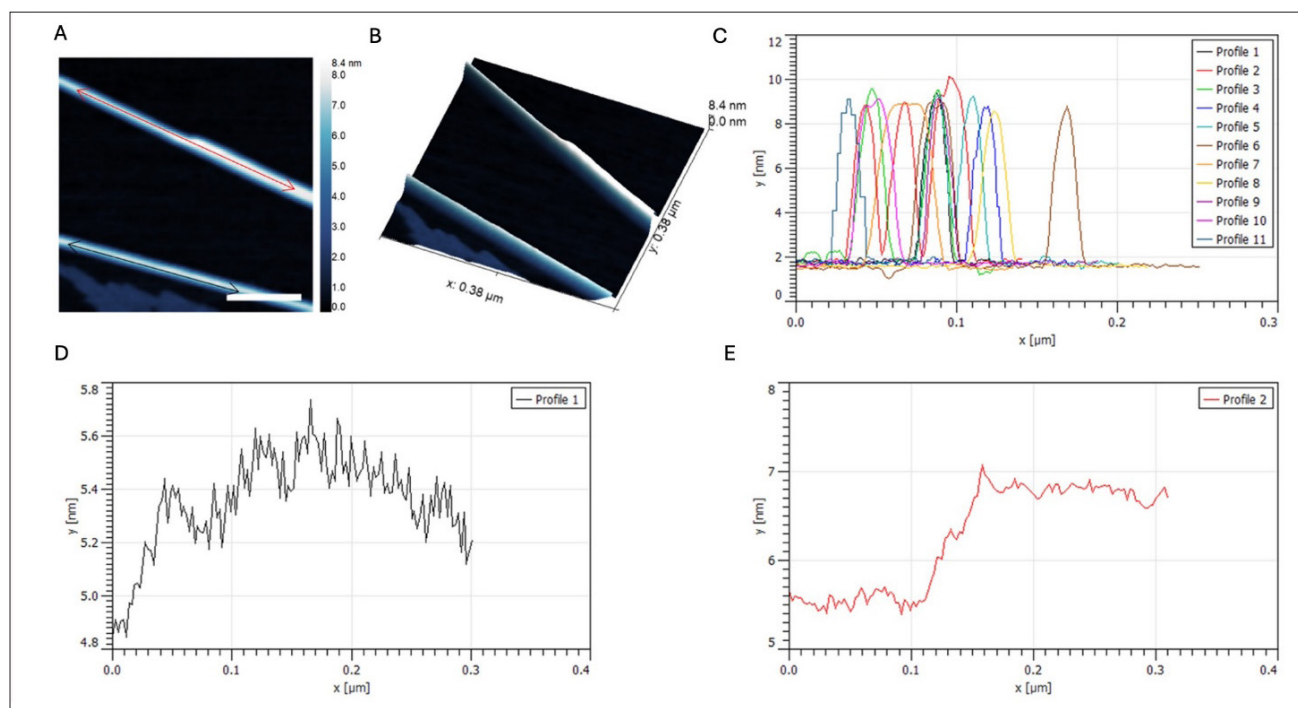 A
8.4 nm
8.0
7.0
6.0
5.0
4.0
3.0
2.0
1.0
0.0
B
8.4 nm
0.0 nm
y: 0.38 µm
x: 0.38 µm
C
12
10
8
6
4
2
0
y [nm]
0.0 0.1 0.2 0.3
x [µm]
Profile 1
Profile 2
Profile 3
Profile 4
Profile 5
Profile 6
Profile 7
Profile 8
Profile 9
Profile 10
Profile 11
D
5.8
5.6
5.4
5.2
5.0
4.8
y [nm]
0.0 0.1 0.2 0.3 0.4
x [µm]
Profile 1
E
8
7
6
5
y [nm]
0.0 0.1 0.2 0.3 0.4
x [µm]
Profile 2